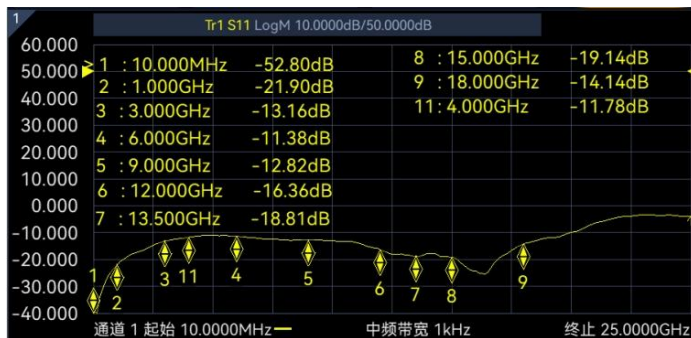 1
Tr1 S11 LogM 10.0000dB/50.0000dB
60.000
50.000
40.000
30.000
20.000
10.000
0.000
-10.000
-20.000
-30.000
-40.000
>1 :10.000MHz -52.80dB
2 :1.000GHz -21.90dB
3 :3.000GHz -13.16dB
4 :6.000GHz -11.38dB
5 :9.000GHz -12.82dB
6 :12.000GHz -16.36dB
7 :13.500GHz -18.81dB
8 :15.000GHz -19.14dB
9 :18.000GHz -14.14dB
11:4.000GHz -11.78dB
1
2
3
11
4
5
6
7
8
9
通道 1 起始 10.0000MHz 中频带宽 1kHz 终止 25.0000GHz